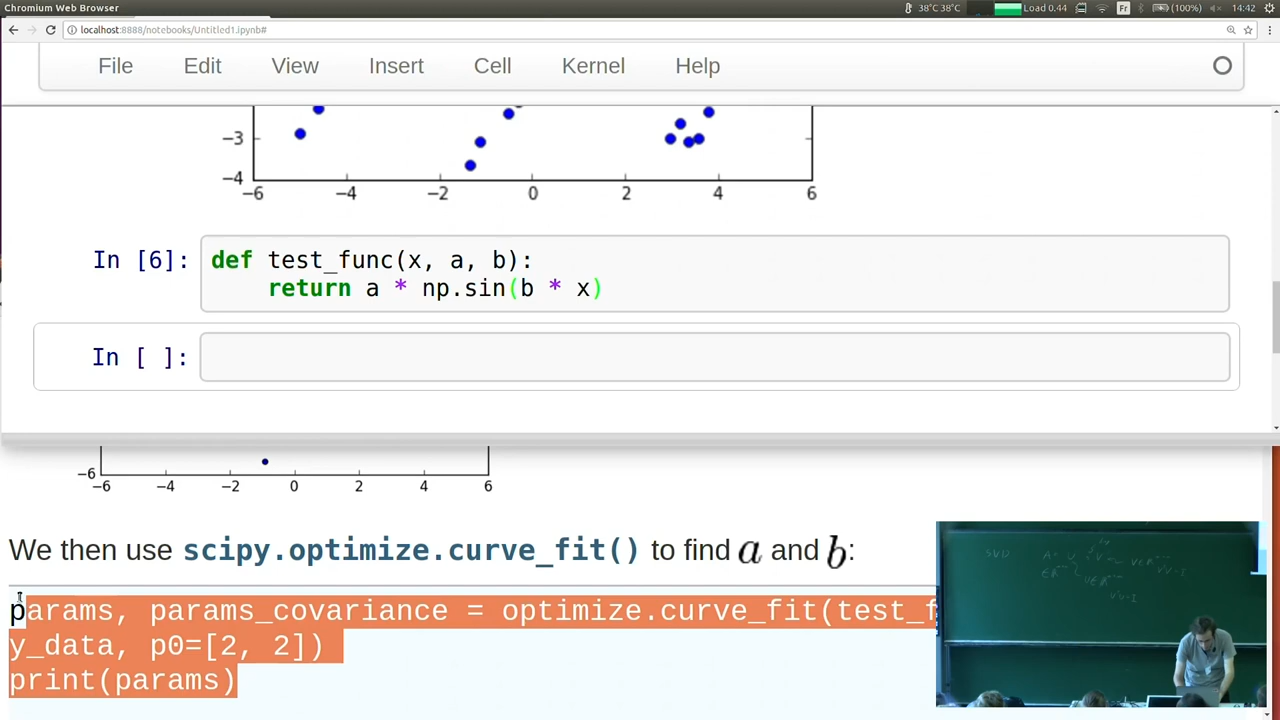 Chromium Web Browser
38°C 38°C
Load 0.44
Fr
(100%)
14:42
localhost:8888/notebooks/Untitled1.ipynb#
File Edit View Insert Cell Kernel Help
−3
−4
−6 −4 −2 0 2 4 6
In [6]: def test_func(x, a, b):
return a * np.sin(b * x)
In [ ]:
−6
−6 −4 −2 0 2 4 6
We then use scipy.optimize.curve_fit() to find a and b:
params, params_covariance = optimize.curve_fit(test_f
y_data, p0=[2, 2])
print(params)
SVD